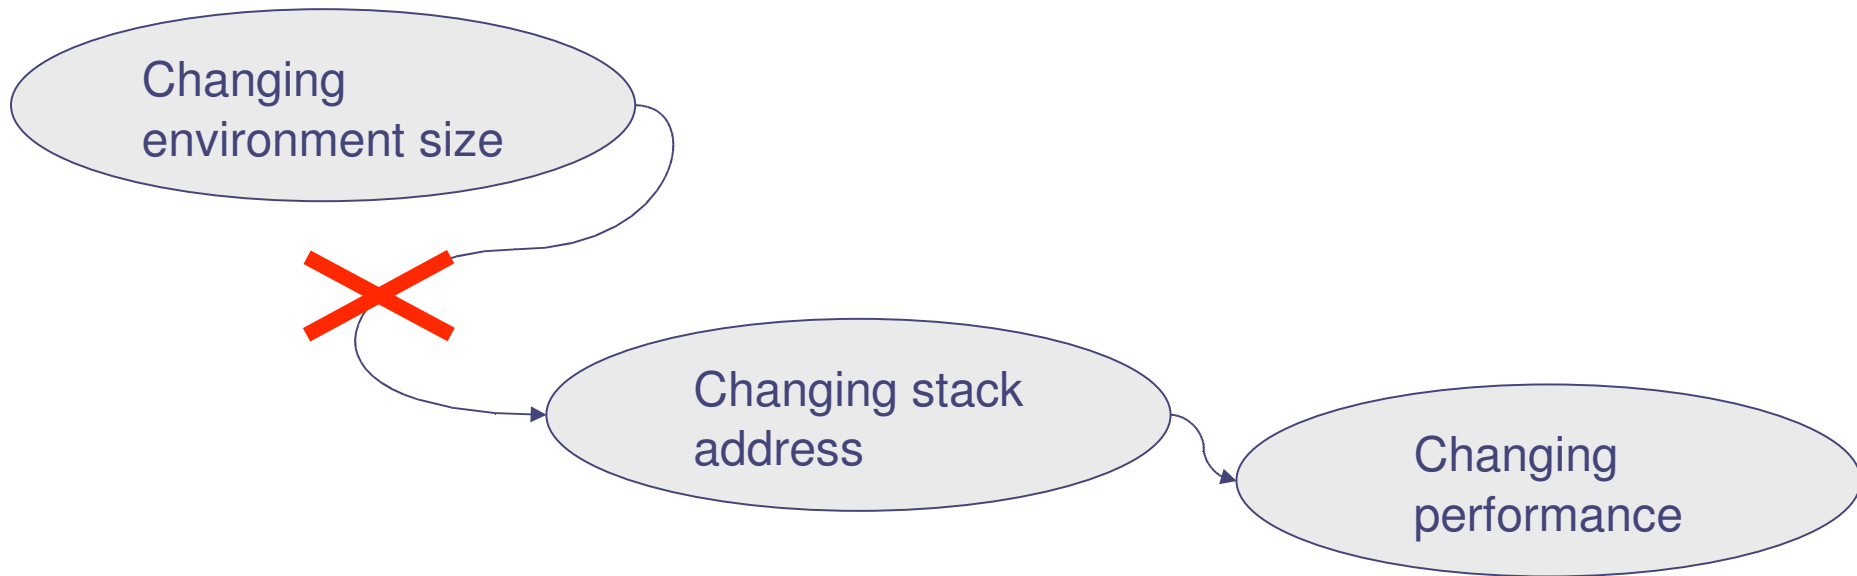 Changing
environment size
Changing stack
address
Changing
performance